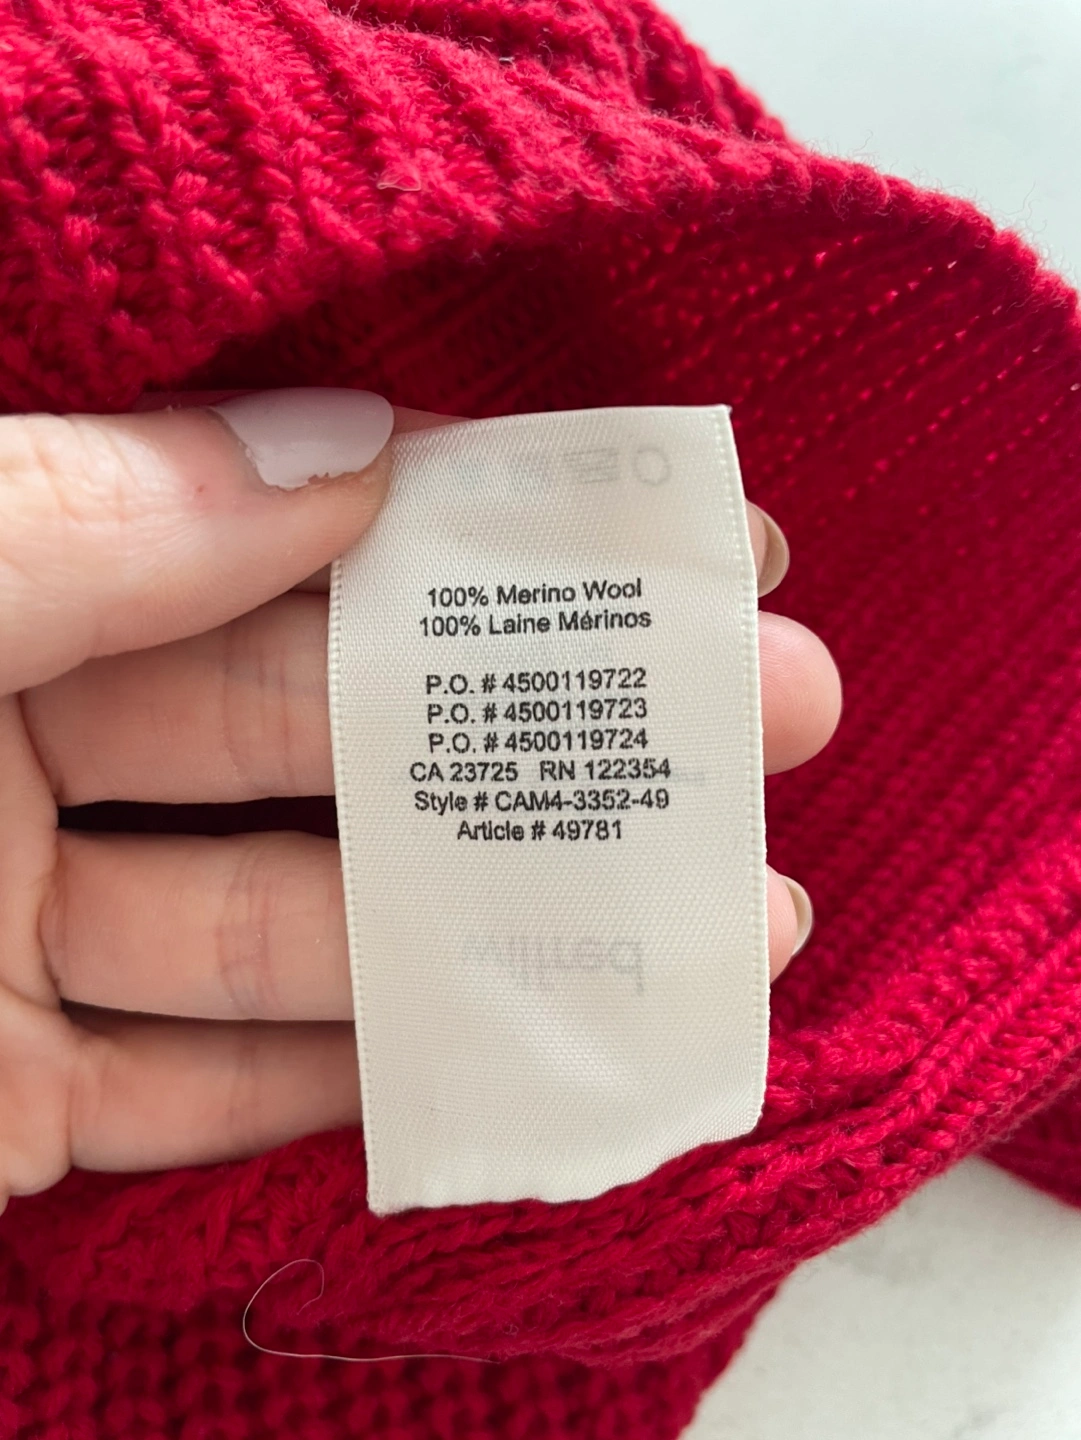 100% Merino Wool
100% Laine Mérinos
P.O. # 4500119722
P.O. # 4500119723
P.O. # 4500119724
CA 23725 RN 122354
Style # CAM4-3352-49
Article # 49781
wilfred